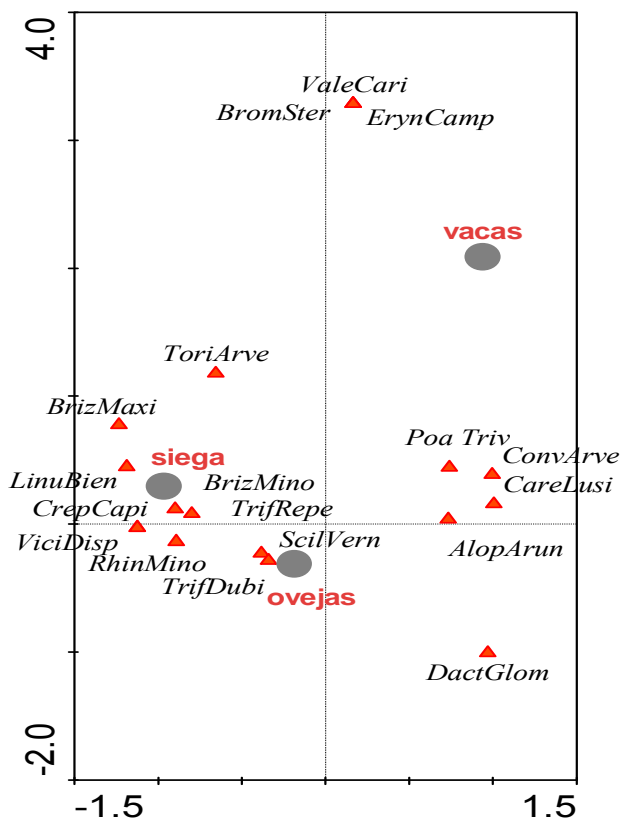 4.0
ValeCari
BromSter
ErynCamp
vacas
ToriArve
BrizMaxi
Poa Triv
siega
ConvArve
LinuBien
BrizMino
CareLusi
CrepCapi
TrifRepe
ViciDisp
ScilVern
AlopArun
RhinMino
TrifDubi
ovejas
DactGlom
-2.0
-1.5
1.5